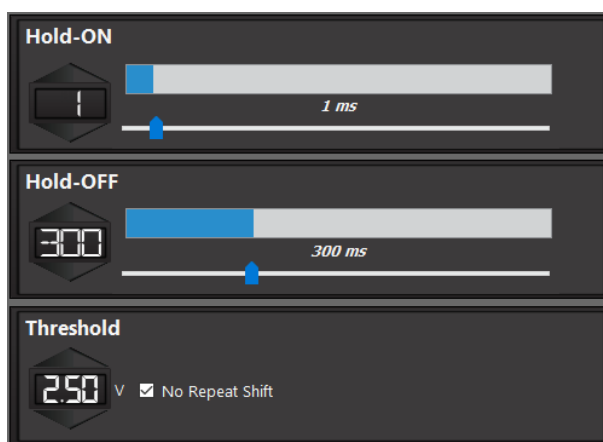 Hold-ON
1
1 ms
Hold-OFF
300
300 ms
Threshold
2.50 V No Repeat Shift